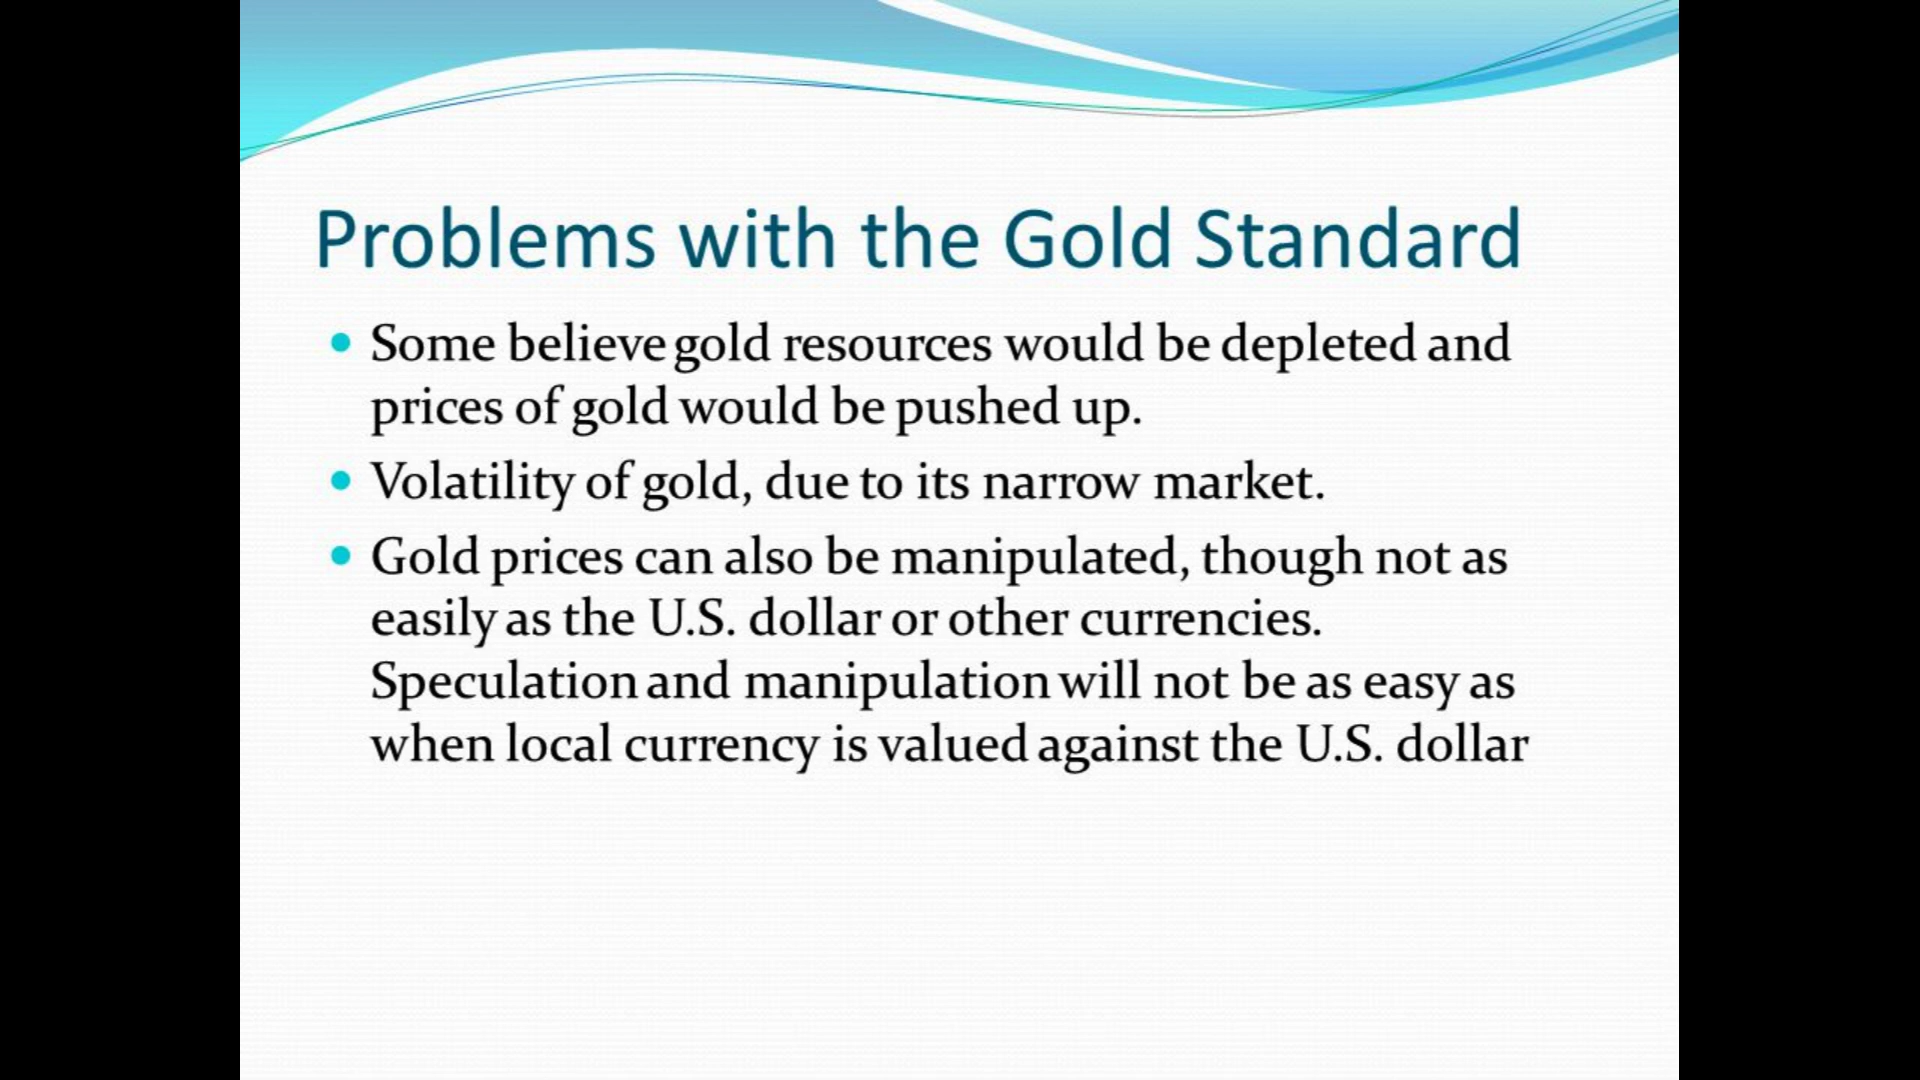 Problems with the Gold Standard
• Some believe gold resources would be depleted and
prices of gold would be pushed up.
• Volatility of gold, due to its narrow market.
• Gold prices can also be manipulated, though not as
easily as the U.S. dollar or other currencies.
Speculation and manipulation will not be as easy as
when local currency is valued against the U.S. dollar